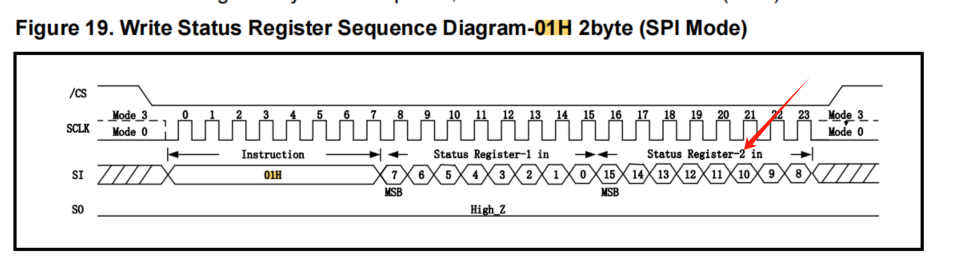 Figure 19. Write Status Register Sequence Diagram-01H 2byte (SPI Mode)
/CS
Mode 3 0 1 2 3 4 5 6 7 8 9 10 11 12 13 14 15 16 17 18 19 20 21 22 23 Mode 3
SCLK Mode 0 Mode 0
Instruction Status Register-1 in Status Register-2 in
SI 01H 7 6 5 4 3 2 1 0 15 14 13 12 11 10 9 8
MSB MSB
SO High_Z